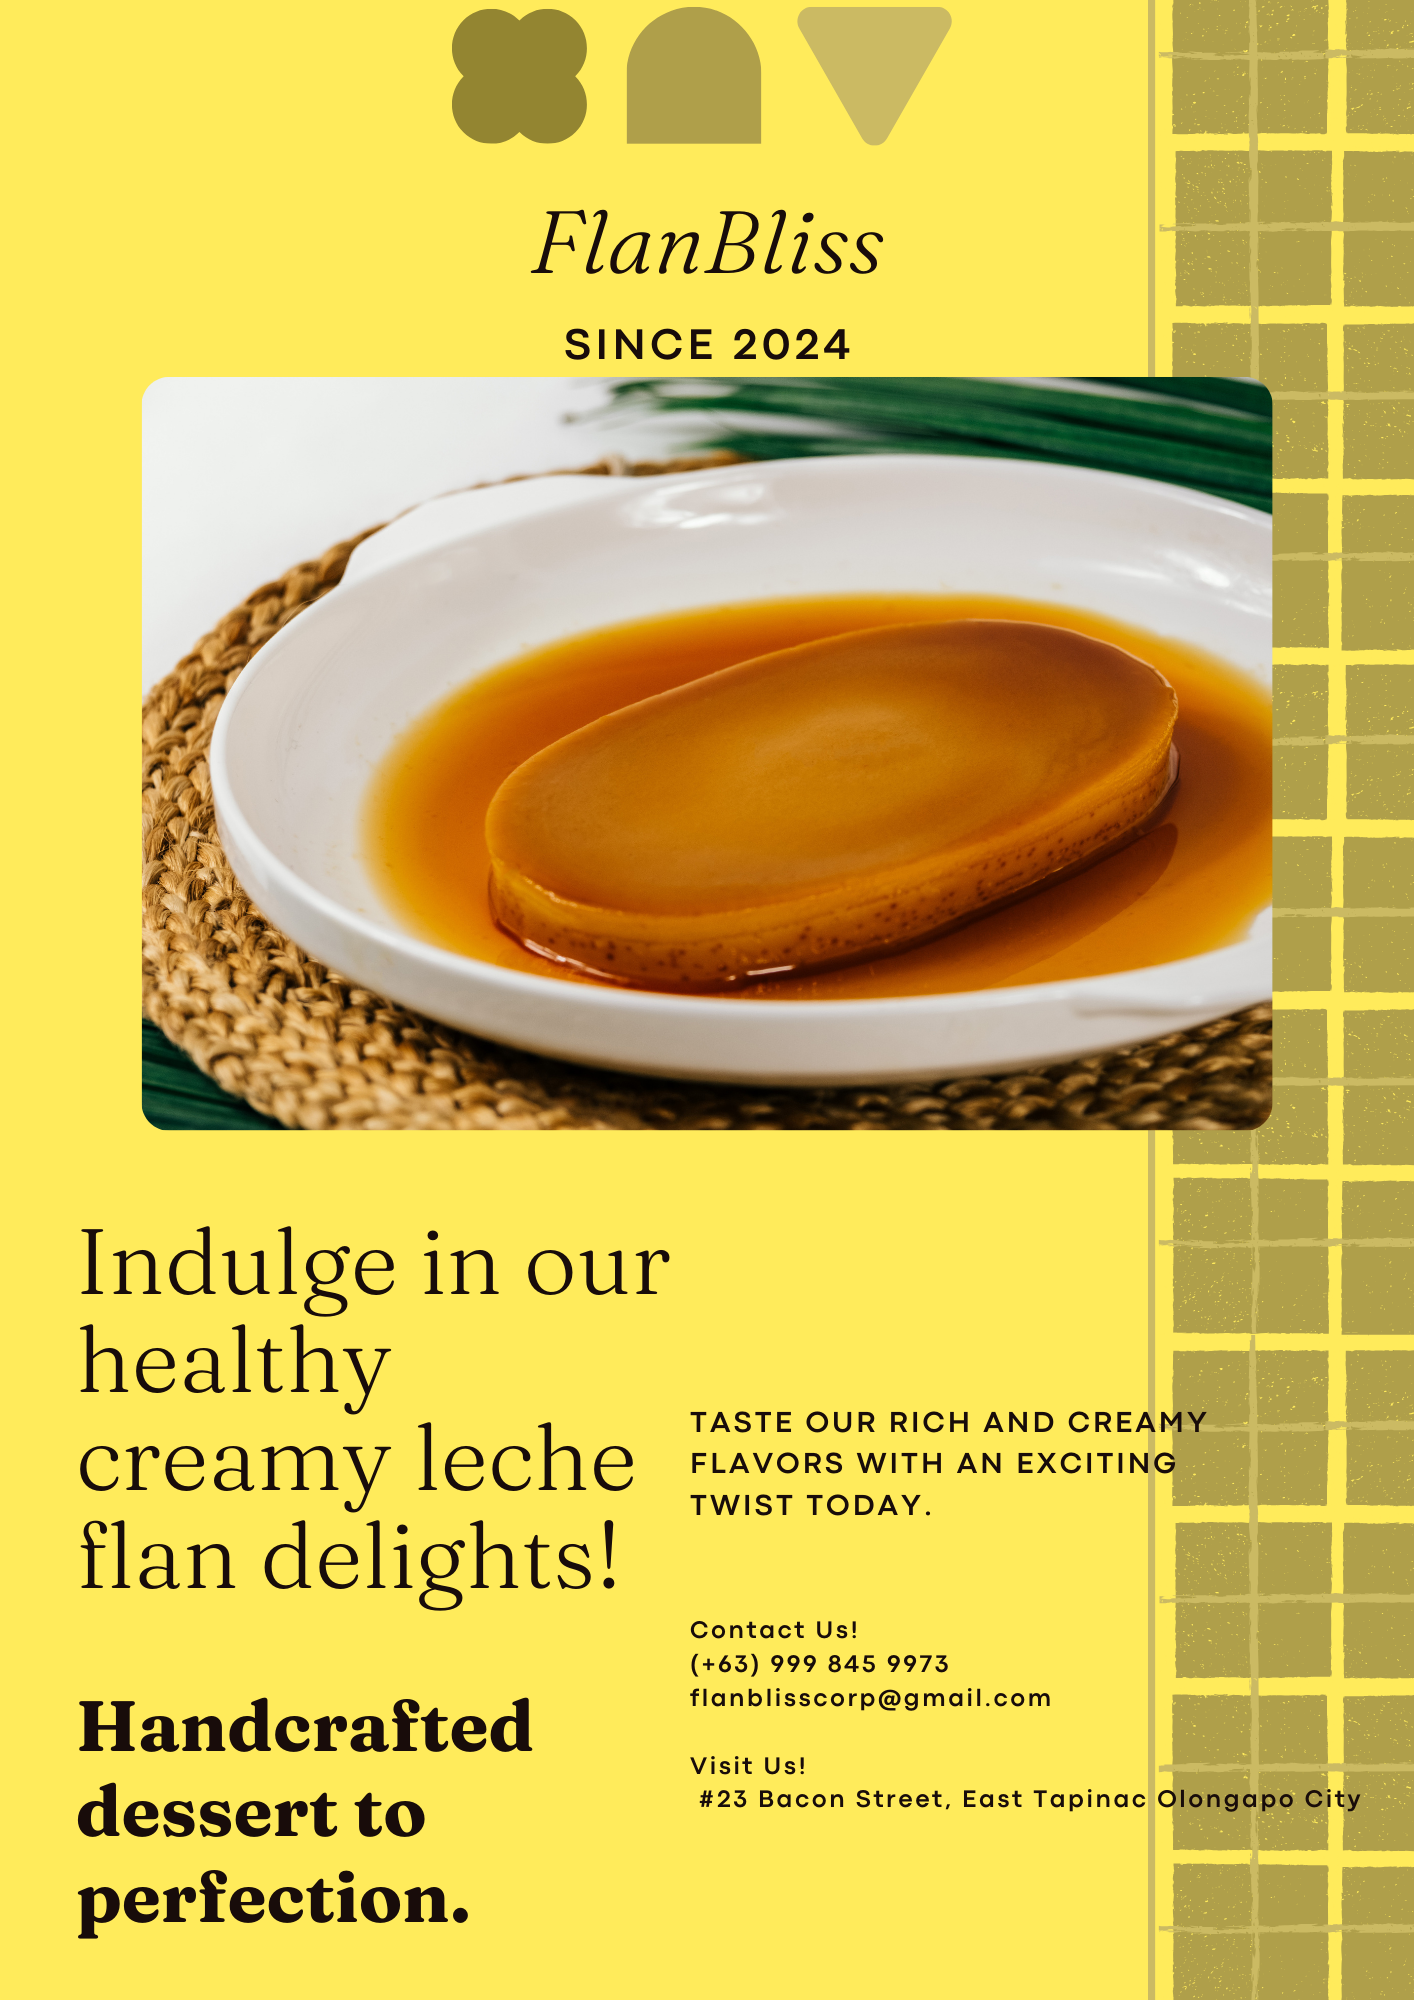 FlanBliss
SINCE 2024
Indulge in our
healthy
creamy leche
flan delights!
Handcrafted
dessert to
perfection.
TASTE OUR RICH AND CREAMY
FLAVORS WITH AN EXCITING
TWIST TODAY.
Contact Us!
(+63) 999 845 9973
flanblisscorp@gmail.com
Visit Us!
#23 Bacon Street, East Tapinac Olongapo City